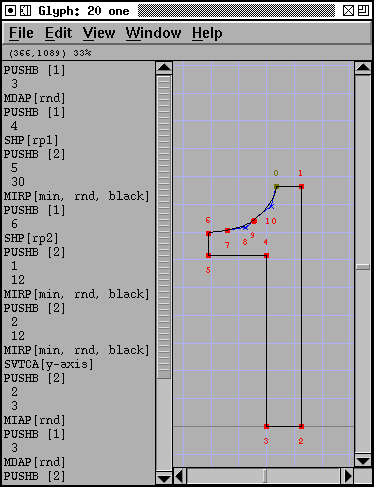 Glyph: 20 one
File Edit View Window Help
(366,1089) 33%
PUSHB [1]
3
MDAP[rnd]
PUSHB [1]
4
SHP[rp1]
PUSHB [2]
5
30
MIRP[min, rnd, black]
PUSHB [1]
6
SHP[rp2]
PUSHB [2]
1
12
MIRP[min, rnd, black]
PUSHB [2]
2
12
MIRP[min, rnd, black]
SVTCA[y-axis]
PUSHB [2]
2
3
MIAP[rnd]
PUSHB [1]
3
MDAP[rnd]
PUSHB [2]
0 1
6 10
7 8 9 4
5
3 2